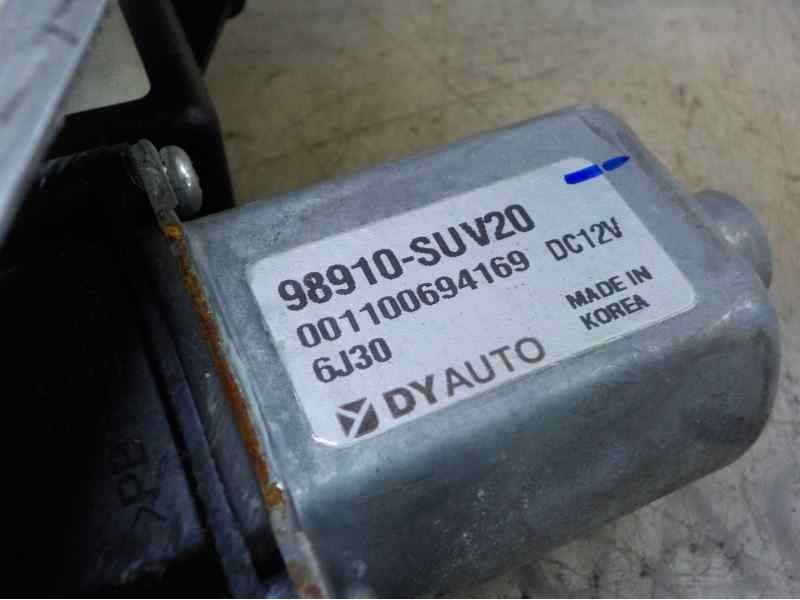 98910-SUV20
001100694169 DC12V
6J30
MADE IN
KOREA
DYAUTO